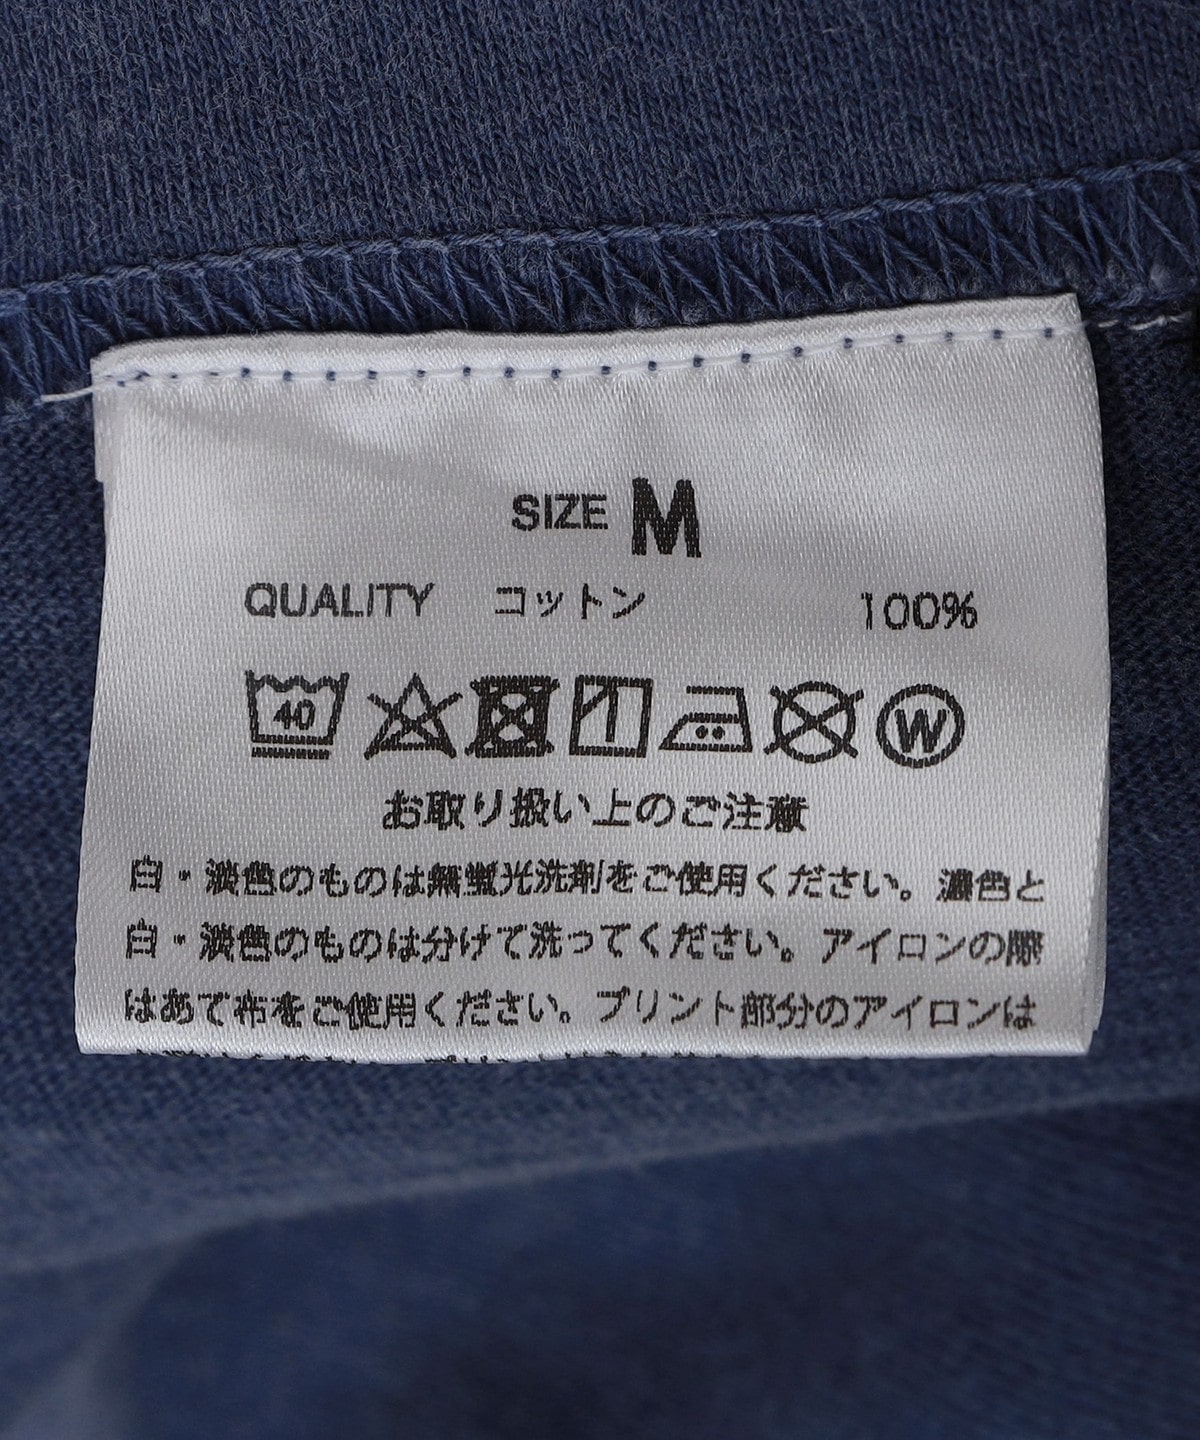 SIZE M
QUALITY コットン 100%
40 W
お取り扱い上のご注意
白・淡色のものは無蛍光洗剤をご使用ください。濃色と
白・淡色のものは分けて洗ってください。アイロンの際
はあて布をご使用ください。プリント部分のアイロンは